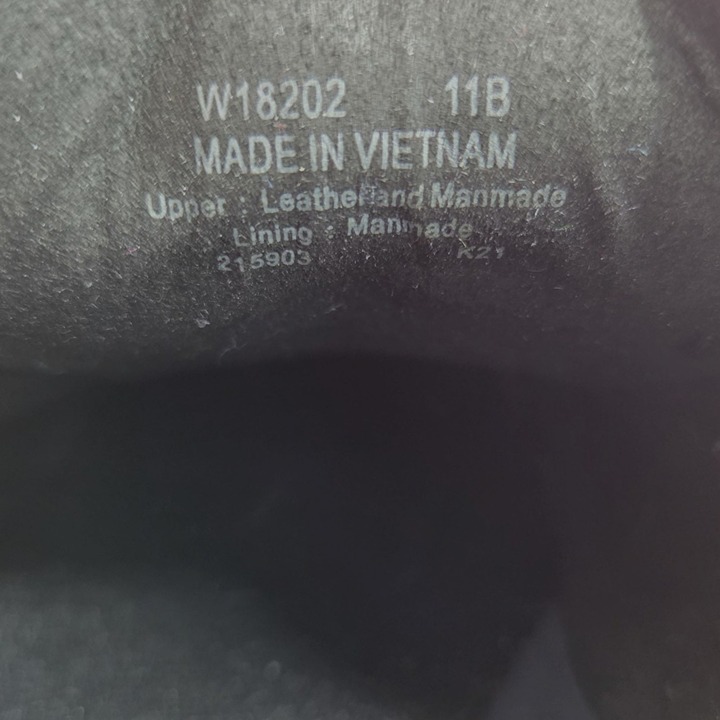 W18202 11B
MADE IN VIETNAM
Upper : Leather and Manmade
Lining : Manmade
215903 K21